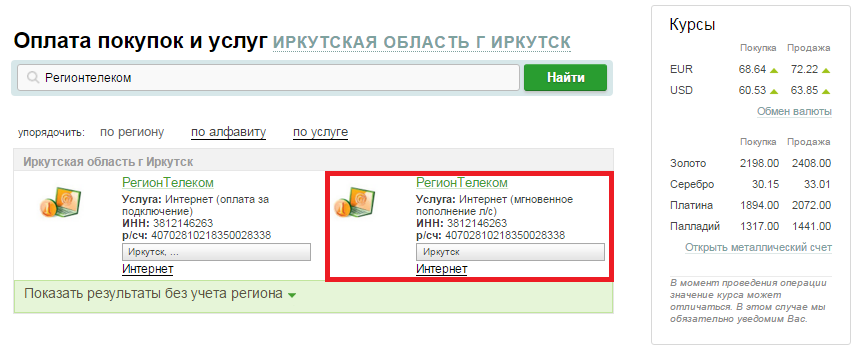 Оплата покупок и услуг ИРКУТСКАЯ ОБЛАСТЬ Г ИРКУТСК
Регионтелеком
Найти
упорядочить: по региону по алфавиту по услуге
Иркутская область г Иркутск
РегионТелеком
Услуга: Интернет (оплата за
подключение)
ИНН: 3812146263
р/сч: 40702810218350028338
Иркутск, ...
Интернет
РегионТелеком
Услуга: Интернет (мгновенное
пополнение л/с)
ИНН: 3812146263
р/сч: 40702810218350028338
Иркутск
Интернет
Показать результаты без учета региона
Курсы
Покупка Продажа
EUR 68.64 72.22
USD 60.53 63.85
Обмен валюты
Покупка Продажа
Золото 2198.00 2408.00
Серебро 30.15 33.01
Платина 1894.00 2072.00
Палладий 1317.00 1441.00
Открыть металлический счет
В момент проведения операции
значение курса может
отличаться. В этом случае мы
обязательно уведомим Вас.